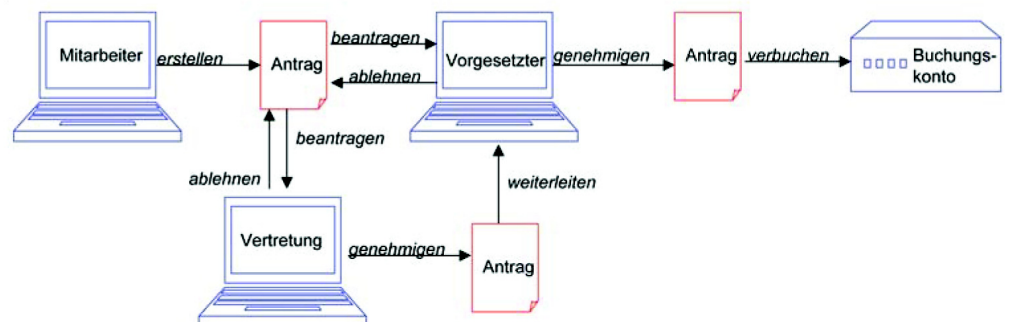 Mitarbeiter
erstellen
Antrag
beantragen
ablehnen
Vorgesetzter
genehmigen
Antrag
verbuchen
Buchungs-
konto
beantragen
ablehnen
weiterleiten
Vertretung
genehmigen
Antrag